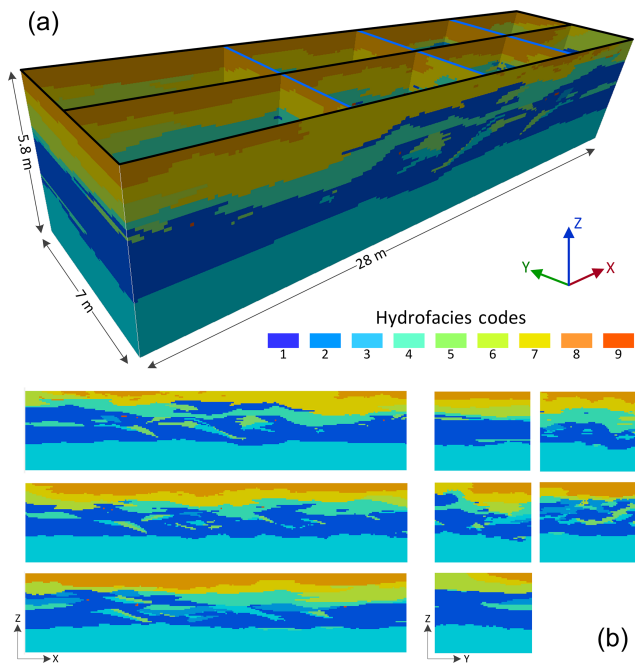 (a)
5.8 m
7 m
28 m
Z
Y
X
Hydrofacies codes
1 2 3 4 5 6 7 8 9
Z
X
Z
Y
(b)